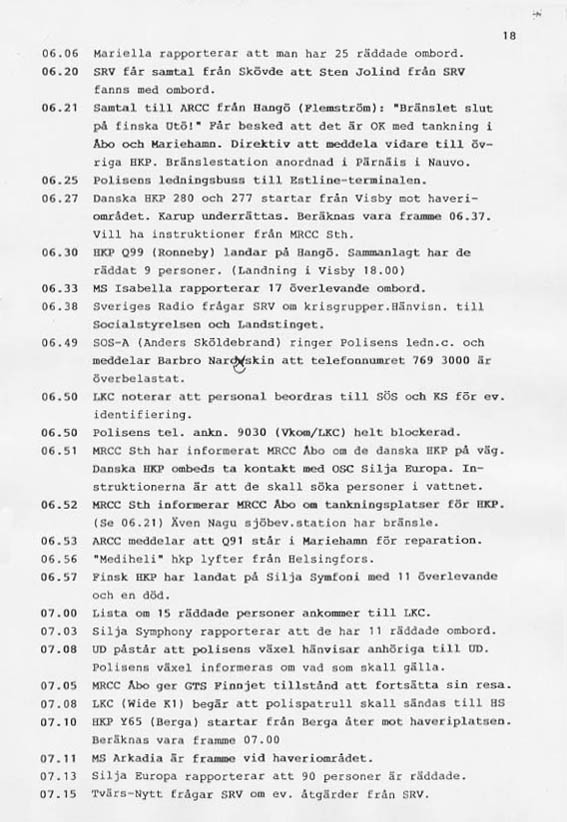 18
06.06 Mariella rapporterar att man har 25 räddade ombord.
06.20 SRV får samtal från Skövde att Sten Jolind från SRV
fanns med ombord.
06.21 Samtal till ARCC från Hangö (Flemström): "Bränslet slut
på finska Utö!" Får besked att det är OK med tankning i
Åbo och Mariehamn. Direktiv att meddela vidare till öv-
riga HKP. Bränslestation anordnad i Pärnäis i Nauvo.
06.25 Polisens ledningsbuss till Estline-terminalen.
06.27 Danska HKP 280 och 277 startar från Visby mot haveri-
området. Karup underrättas. Beräknas vara framme 06.37.
Vill ha instruktioner från MRCC Sth.
06.30 HKP Q99 (Ronneby) landar på Hangö. Sammanlagt har de
räddat 9 personer. (Landning i Visby 18.00)
06.33 MS Isabella rapporterar 17 överlevande ombord.
06.38 Sveriges Radio frågar SRV om krisgrupper.Hänvisn. till
Socialstyrelsen och Landstinget.
06.49 SOS-A (Anders Sköldebrand) ringer Polisens ledn.c. och
meddelar Barbro att telefonnumret 769 3000 är
överbelastat.
06.50 LKC noterar att personal beordras till SÖS och KS för ev.
identifiering.
06.50 Polisens tel. ankn. 9030 (Vkom/LKC) helt blockerad.
06.51 MRCC Sth har informerat MRCC Åbo om de danska HKP på väg.
Danska HKP ombeds ta kontakt med OSC Silja Europa. In-
struktionerna är att de skall söka personer i vattnet.
06.52 MRCC Sth informerar MRCC Åbo om tankningsplatser för HKP.
(Se 06.21) Även Nagu sjöbev.station har bränsle.
06.53 ARCC meddelar att Q91 står i Mariehamn för reparation.
06.56 "Mediheli" hkp lyfter från Helsingfors.
06.57 Finsk HKP har landat på Silja Symfoni med 11 överlevande
och en död.
07.00 Lista om 15 räddade personer ankommer till LKC.
07.03 Silja Symphony rapporterar att de har 11 räddade ombord.
07.08 UD påstår att polisens växel hänvisar anhöriga till UD.
Polisens växel informeras om vad som skall gälla.
07.05 MRCC Åbo ger GTS Finnjet tillstånd att fortsätta sin resa.
07.08 LKC (Wide K1) begär att polispatrull skall sändas till HS
07.10 HKP Y65 (Berga) startar från Berga åter mot haveriplatsen.
Beräknas vara framme 07.00
07.11 MS Arkadia är framme vid haveriområdet.
07.13 Silja Europa rapporterar att 90 personer är räddade.
07.15 Tvärs-Nytt frågar SRV om ev. åtgärder från SRV.